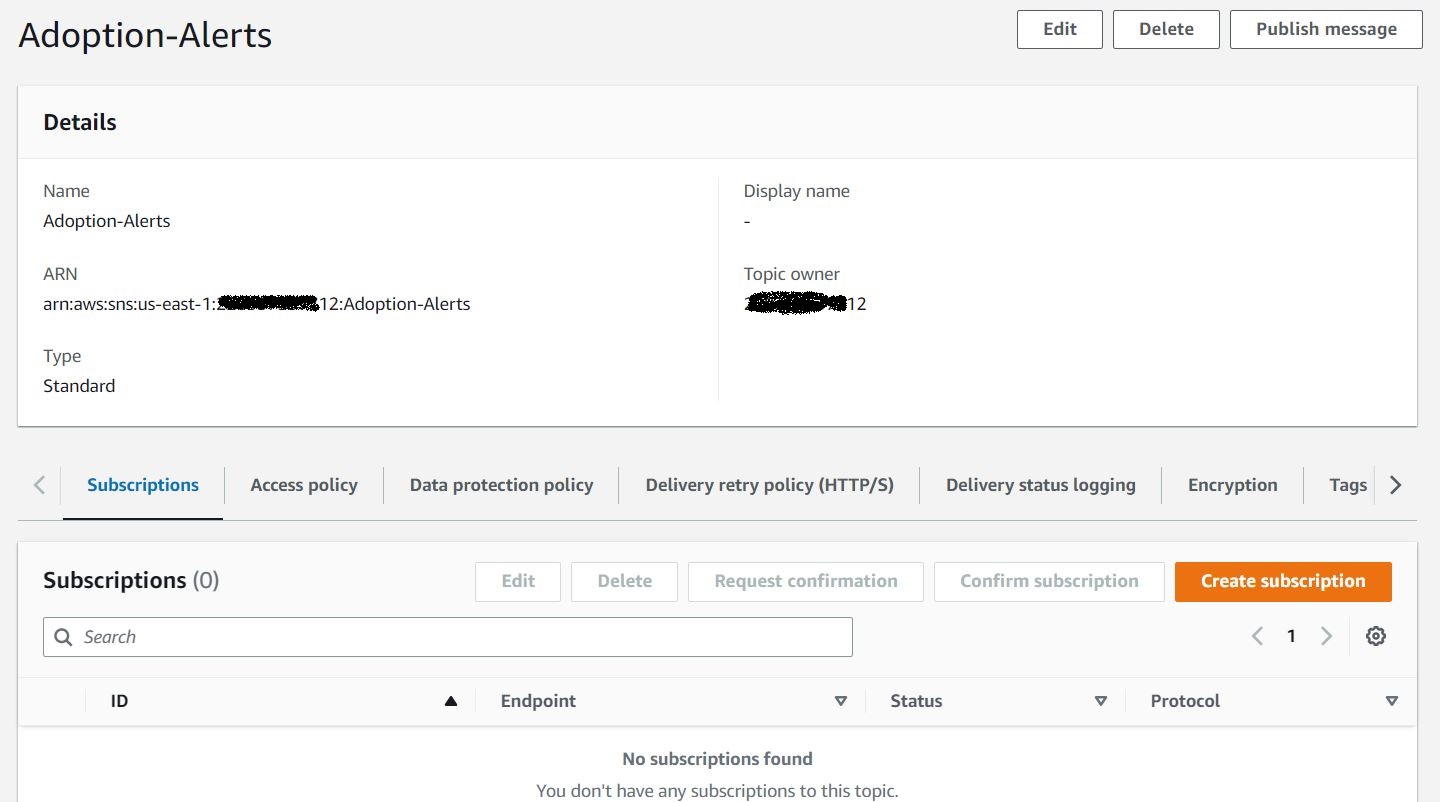 Adoption-Alerts
Edit
Delete
Publish message
Details
Name
Adoption-Alerts
Display name
-
ARN
arn:aws:sns:us-east-1:
12:Adoption-Alerts
Topic owner
12
Type
Standard
Subscriptions
Access policy
Data protection policy
Delivery retry policy (HTTP/S)
Delivery status logging
Encryption
Tags
Subscriptions (0)
Edit
Delete
Request confirmation
Confirm subscription
Create subscription
Search
1
ID
Endpoint
Status
Protocol
No subscriptions found
You don't have any subscriptions to this topic.